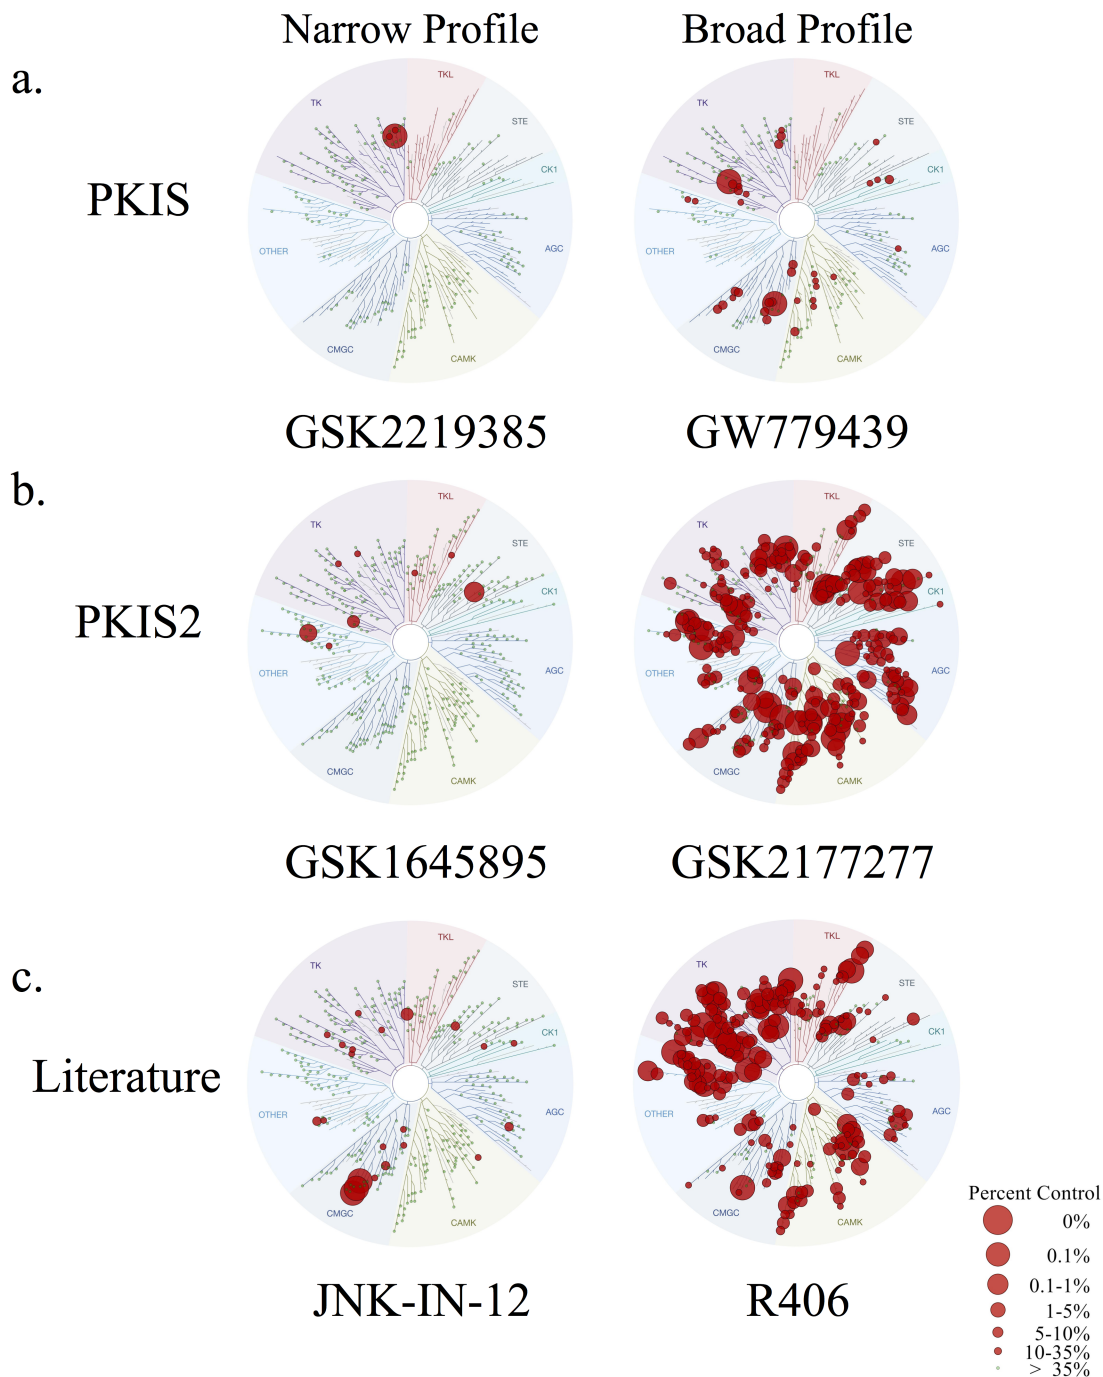 Narrow Profile Broad Profile
a.
TKL TKL
TK TK
STE STE
CK1 CK1
PKIS
OTHER AGC OTHER AGC
CMGC CAMK CMGC CAMK
GSK2219385 GW779439
b.
TKL TKL
TK TK
STE STE
CK1 CK1
PKIS2
OTHER AGC OTHER AGC
CMGC CAMK CMGC CAMK
GSK1645895 GSK2177277
c.
TKL TKL
TK TK
STE STE
CK1 CK1
Literature
OTHER AGC OTHER AGC
CMGC CAMK CMGC CAMK
JNK-IN-12 R406
Percent Control
0%
0.1%
0.1-1%
1-5%
5-10%
10-35%
> 35%